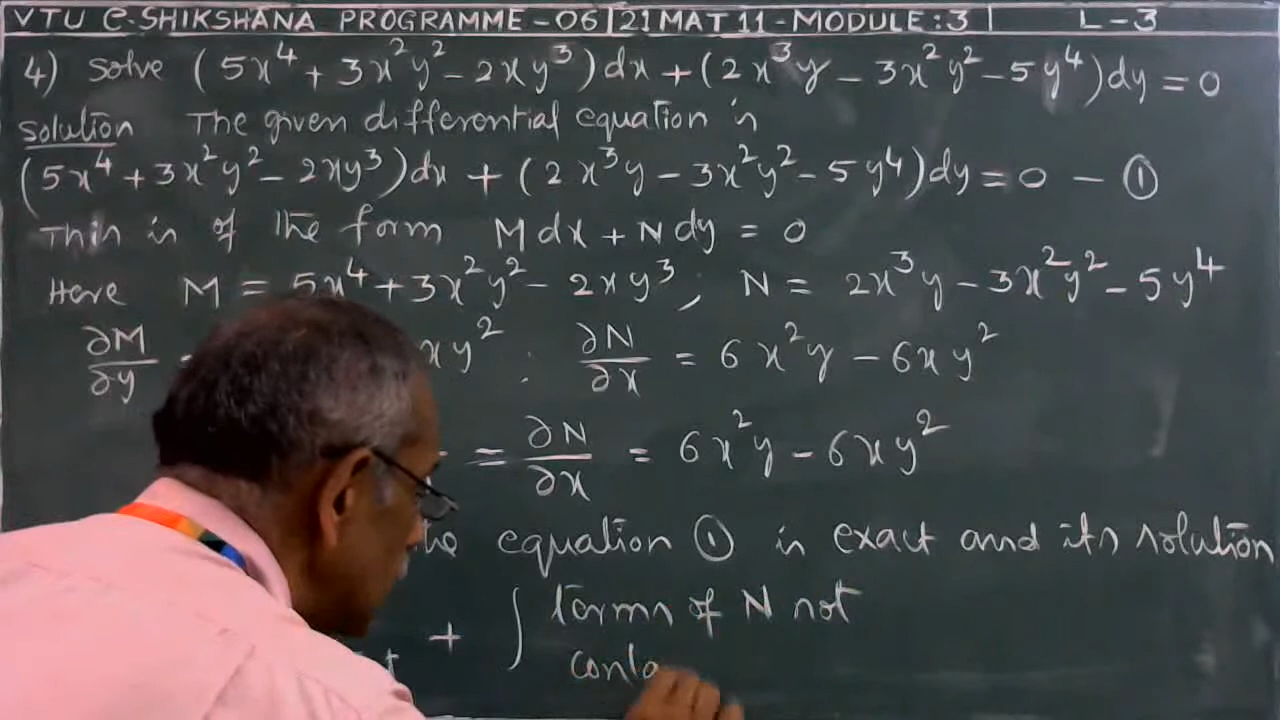 VTU e-SHIKSHANA PROGRAMME-06 | 21MAT11-MODULE:3 | L-3
4) Solve (5x⁴ + 3x²y² - 2xy³)dx + (2x³y - 3x²y² - 5y⁴)dy = 0
Solution The given differential equation is
(5x⁴ + 3x²y² - 2xy³)dx + (2x³y - 3x²y² - 5y⁴)dy = 0 - ①
This is of the form Mdx + Ndy = 0
Here M = 5x⁴ + 3x²y² - 2xy³; N = 2x³y - 3x²y² - 5y⁴
∂M/∂y = xy² ; ∂N/∂x = 6x²y - 6xy²
= ∂N/∂x = 6x²y - 6xy²
equation ① is exact and its solution
+ ∫ terms of N not
conta